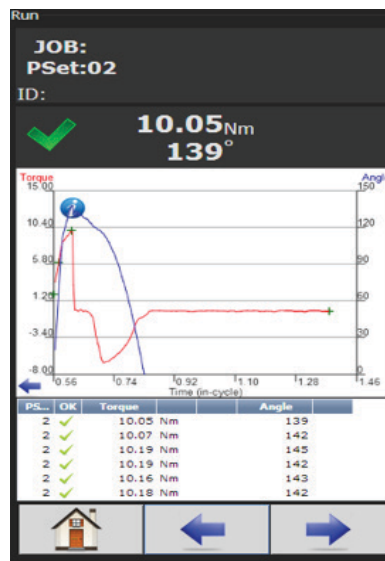 Run
JOB:
PSet:02
ID:
10.05Nm
139°
Torque Angle
15.00 150
10.40 120
6.80 90
1.20 60
-3.40 30
-8.00 0
0.56 0.74 0.92 1.10 1.28 1.46
Time (in-cycle)
PS... OK Torque Angle
2 10.05 Nm 139
2 10.07 Nm 142
2 10.19 Nm 145
2 10.19 Nm 142
2 10.16 Nm 143
2 10.18 Nm 142